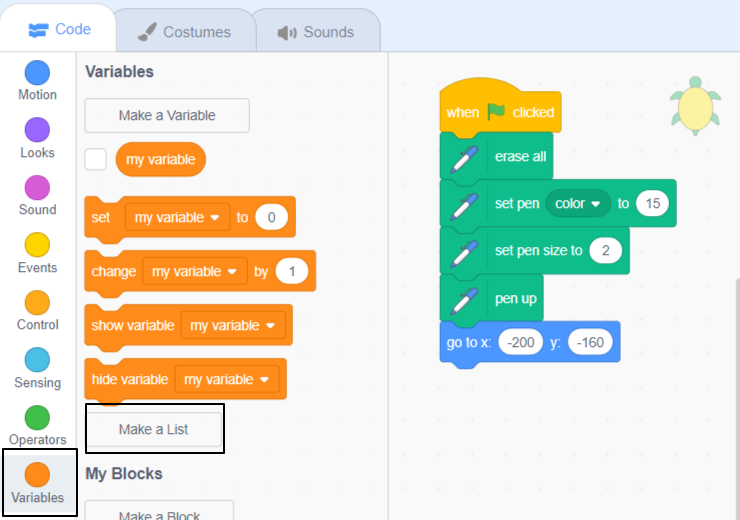 Code
Costumes
Sounds
Motion
Looks
Sound
Events
Control
Sensing
Operators
Variables
Variables
Make a Variable
my variable
set my variable to 0
change my variable by 1
show variable my variable
hide variable my variable
Make a List
My Blocks
Make a Block
when clicked
erase all
set pen color to 15
set pen size to 2
pen up
go to x: -200 y: -160